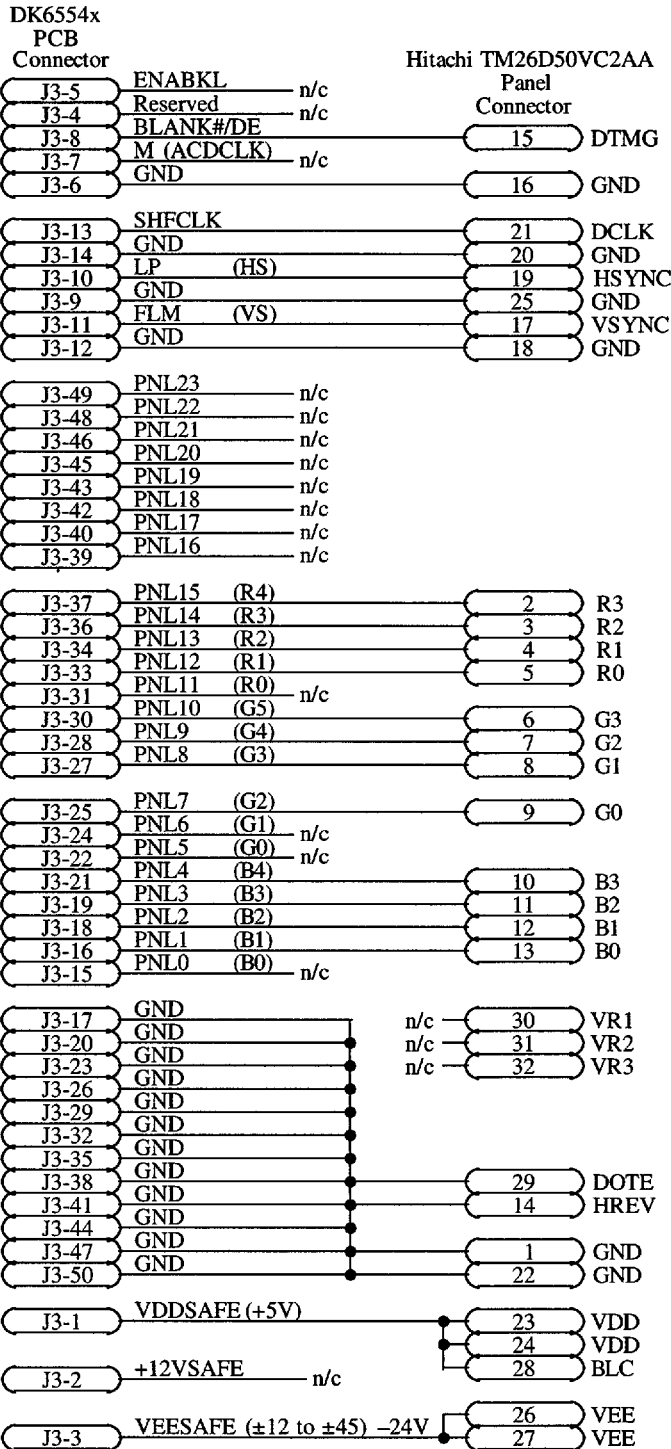 DK6554x
PCB
Connector
Hitachi TM26D50VC2AA
Panel
Connector
J3-5 ENABKL n/c
J3-4 Reserved n/c
J3-8 BLANK#/DE 15 DTMG
J3-7 M (ACDCLK) n/c
J3-6 GND 16 GND
J3-13 SHFCLK 21 DCLK
J3-14 GND 20 GND
J3-10 LP (HS) 19 HSYNC
J3-9 GND 25 GND
J3-11 FLM (VS) 17 VSYNC
J3-12 GND 18 GND
J3-49 PNL23 n/c
J3-48 PNL22 n/c
J3-46 PNL21 n/c
J3-45 PNL20 n/c
J3-43 PNL19 n/c
J3-42 PNL18 n/c
J3-40 PNL17 n/c
J3-39 PNL16 n/c
J3-37 PNL15 (R4) 2 R3
J3-36 PNL14 (R3) 3 R2
J3-34 PNL13 (R2) 4 R1
J3-33 PNL12 (R1) 5 R0
J3-31 PNL11 (R0) n/c
J3-30 PNL10 (G5) 6 G3
J3-28 PNL9 (G4) 7 G2
J3-27 PNL8 (G3) 8 G1
J3-25 PNL7 (G2) 9 G0
J3-24 PNL6 (G1) n/c
J3-22 PNL5 (G0) n/c
J3-21 PNL4 (B4) 10 B3
J3-19 PNL3 (B3) 11 B2
J3-18 PNL2 (B2) 12 B1
J3-16 PNL1 (B1) 13 B0
J3-15 PNL0 (B0) n/c
J3-17 GND n/c 30 VR1
J3-20 GND n/c 31 VR2
J3-23 GND n/c 32 VR3
J3-26 GND
J3-29 GND
J3-32 GND
J3-35 GND
J3-38 GND 29 DOTE
J3-41 GND 14 HREV
J3-44 GND
J3-47 GND 1 GND
J3-50 GND 22 GND
J3-1 VDDSAFE (+5V) 23 VDD
24 VDD
28 BLC
J3-2 +12VSAFE n/c
26 VEE
J3-3 VEESAFE (±12 to ±45) –24V 27 VEE